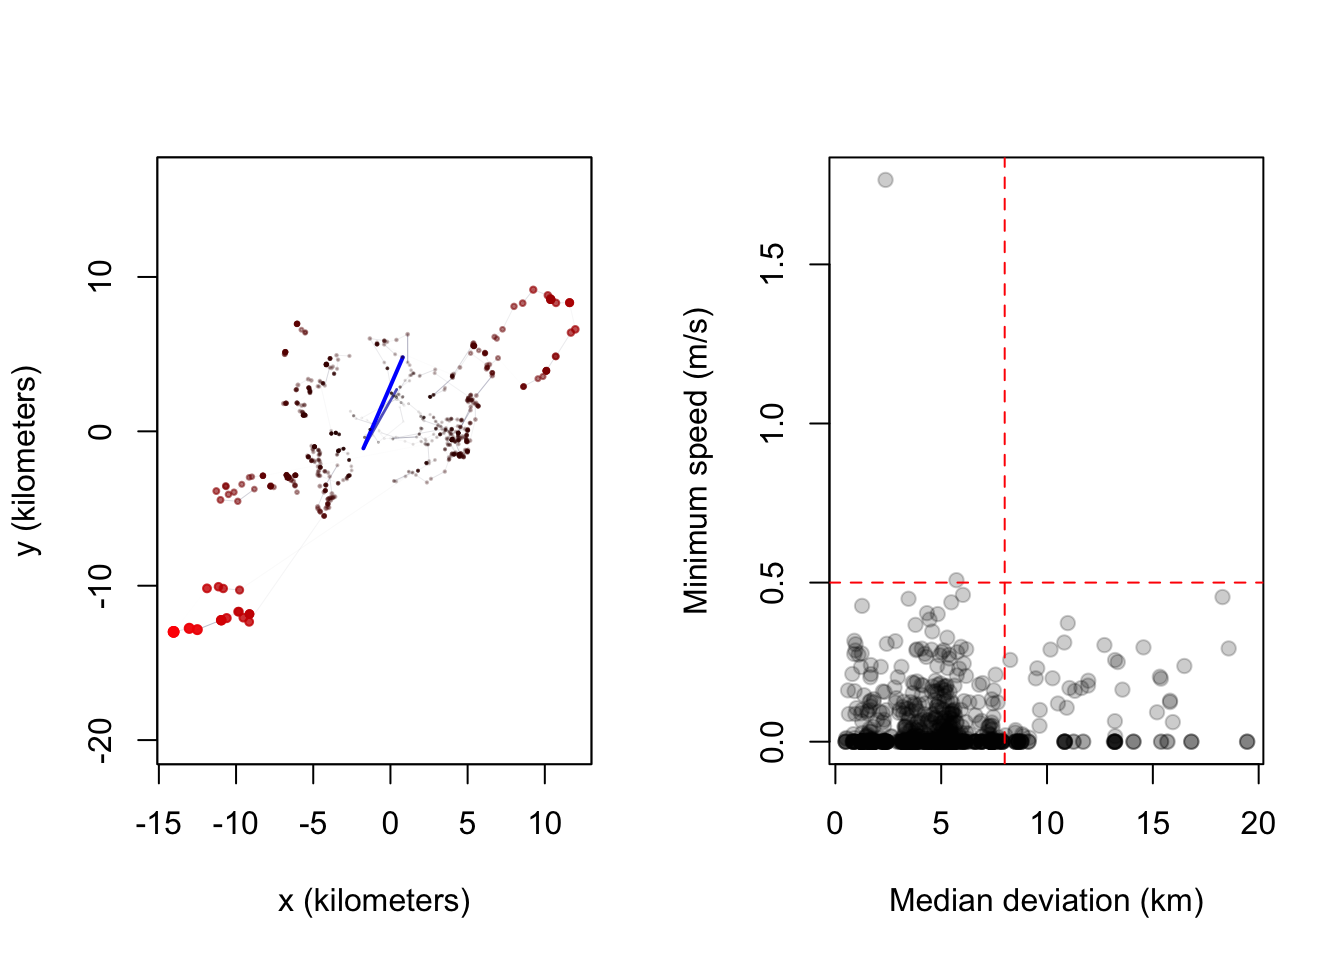 y (kilometers)
10
0
-10
-20
-15 -10 -5 0 5 10
x (kilometers)
Minimum speed (m/s)
1.5
1.0
0.5
0.0
0 5 10 15 20
Median deviation (km)